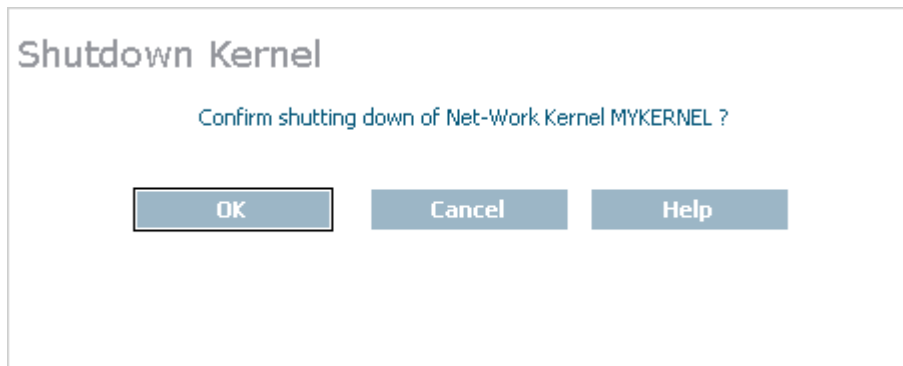 Shutdown Kernel
Confirm shutting down of Net-Work Kernel MYKERNEL ?
OK Cancel Help